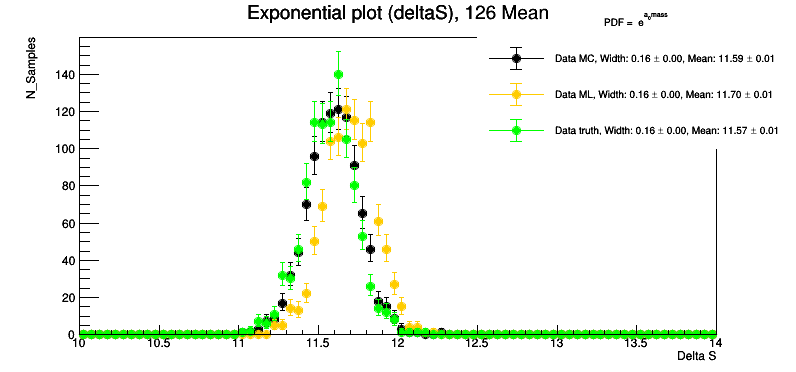 Exponential plot (deltaS), 126 Mean
PDF = e^{a_0 mass}
N_Samples
Data MC, Width: 0.16 ± 0.00, Mean: 11.59 ± 0.01
Data ML, Width: 0.16 ± 0.00, Mean: 11.70 ± 0.01
Data truth, Width: 0.16 ± 0.00, Mean: 11.57 ± 0.01
140
120
100
80
60
40
20
0
10 10.5 11 11.5 12 12.5 13 13.5 14
Delta S